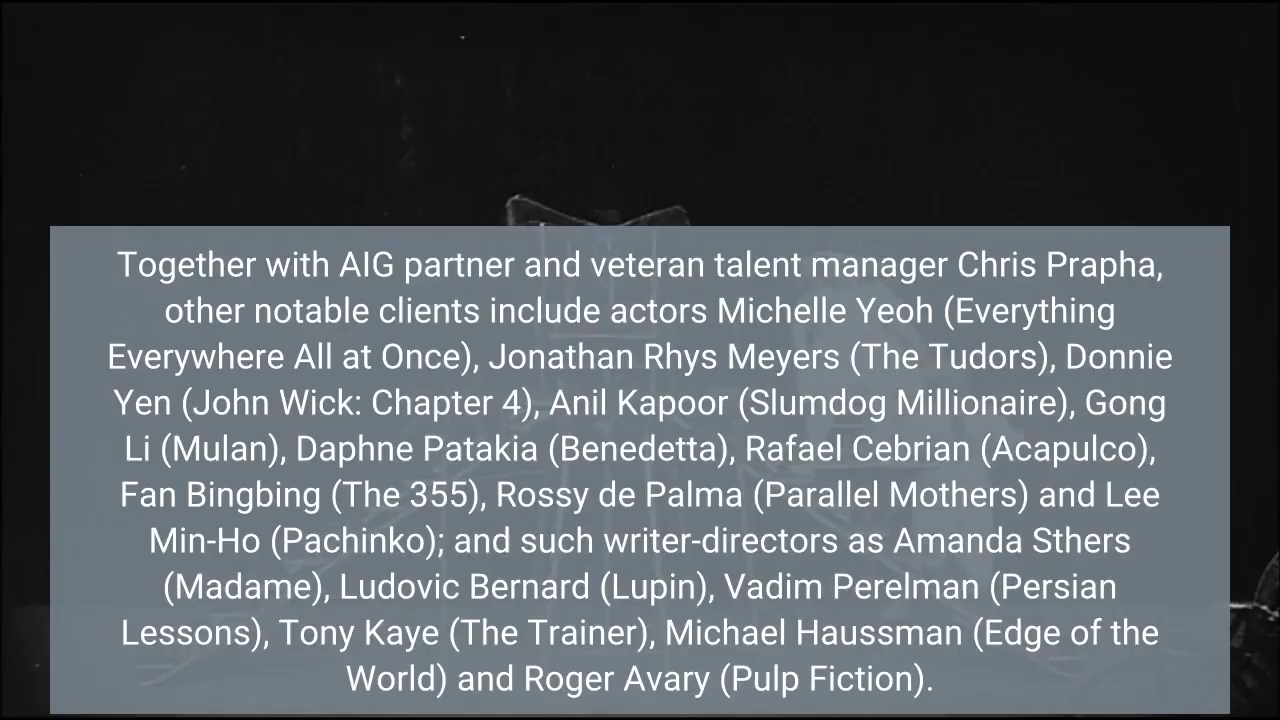 Together with AIG partner and veteran talent manager Chris Prapha,
other notable clients include actors Michelle Yeoh (Everything
Everywhere All at Once), Jonathan Rhys Meyers (The Tudors), Donnie
Yen (John Wick: Chapter 4), Anil Kapoor (Slumdog Millionaire), Gong
Li (Mulan), Daphne Patakia (Benedetta), Rafael Cebrian (Acapulco),
Fan Bingbing (The 355), Rossy de Palma (Parallel Mothers) and Lee
Min-Ho (Pachinko); and such writer-directors as Amanda Sthers
(Madame), Ludovic Bernard (Lupin), Vadim Perelman (Persian
Lessons), Tony Kaye (The Trainer), Michael Haussman (Edge of the
World) and Roger Avary (Pulp Fiction).